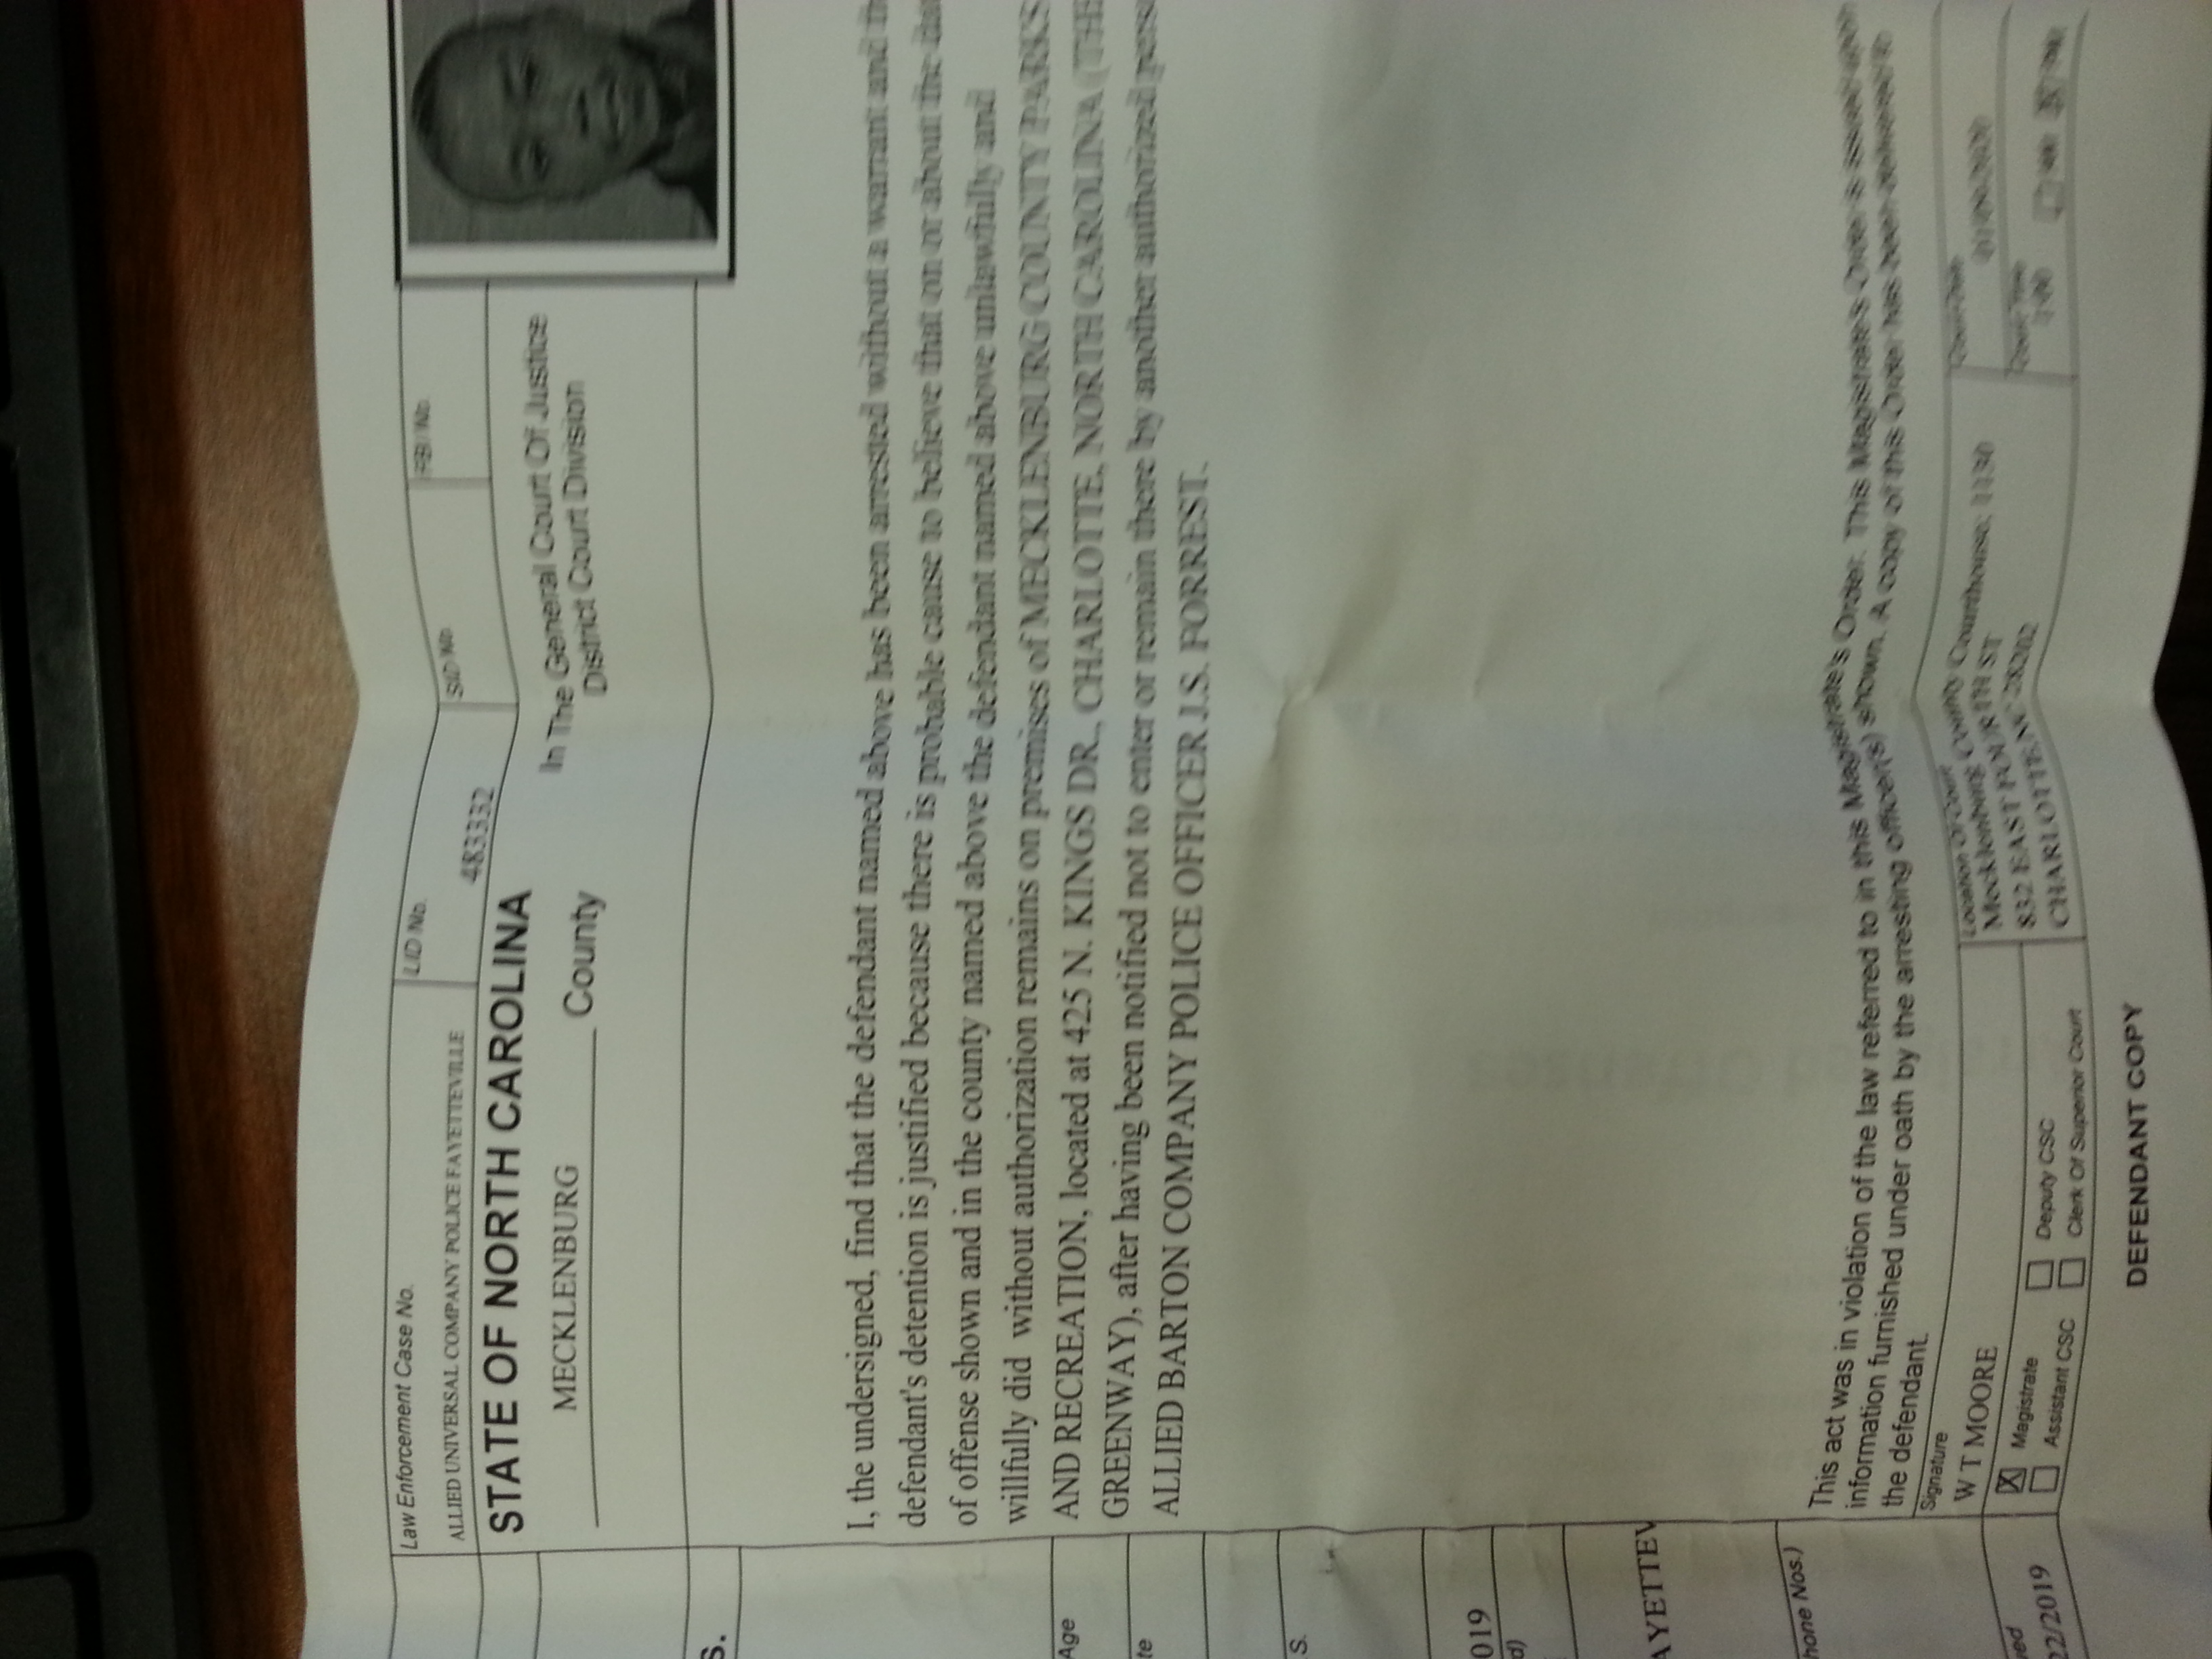 Law Enforcement Case No.
LID No.
SID No.
FBI No.
ALLIED UNIVERSAL COMPANY POLICE FAYETTEVILLE
483332
STATE OF NORTH CAROLINA
In The General Court Of Justice
District Court Division
MECKLENBURG County
S.
I, the undersigned, find that the defendant named above has been arrested without a warrant and
defendant's detention is justified because there is probable cause to believe that on or about the
of offense shown and in the county named above the defendant named above unlawfully and
willfully did without authorization remains on premises of MECKLENBURG COUNTY PARKS
AND RECREATION, located at 425 N. KINGS DR., CHARLOTTE, NORTH CAROLINA (THE
GREENWAY), after having been notified not to enter or remain there by another authorized
ALLIED BARTON COMPANY POLICE OFFICER J.S. FORREST.
Age
te
S.
019
d)
AYETTEV
hone Nos.)
This act was in violation of the law referred to in this Magistrate's Order. This Magistrate's Order is issued upon
information furnished under oath by the arresting officer(s) shown. A copy of this Order has been delivered to
the defendant.
Signature
W T MOORE
Magistrate
Deputy CSC
Assistant CSC
Clerk Of Superior Court
Location Of Court
Mecklenburg County Courthouse; 1130
832 EAST FOURTH ST
CHARLOTTE NC 28202
Court Date
Court Time
ued
22/2019
DEFENDANT COPY